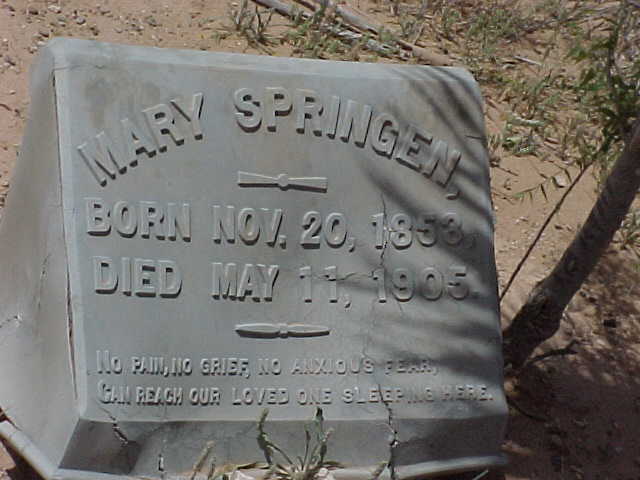 MARY SPRINGEN,
BORN NOV. 20, 1853,
DIED MAY 11, 1905.
NO PAIN, NO GRIEF, NO ANXIOUS FEAR,
CAN REACH OUR LOVED ONE SLEEPING HERE.